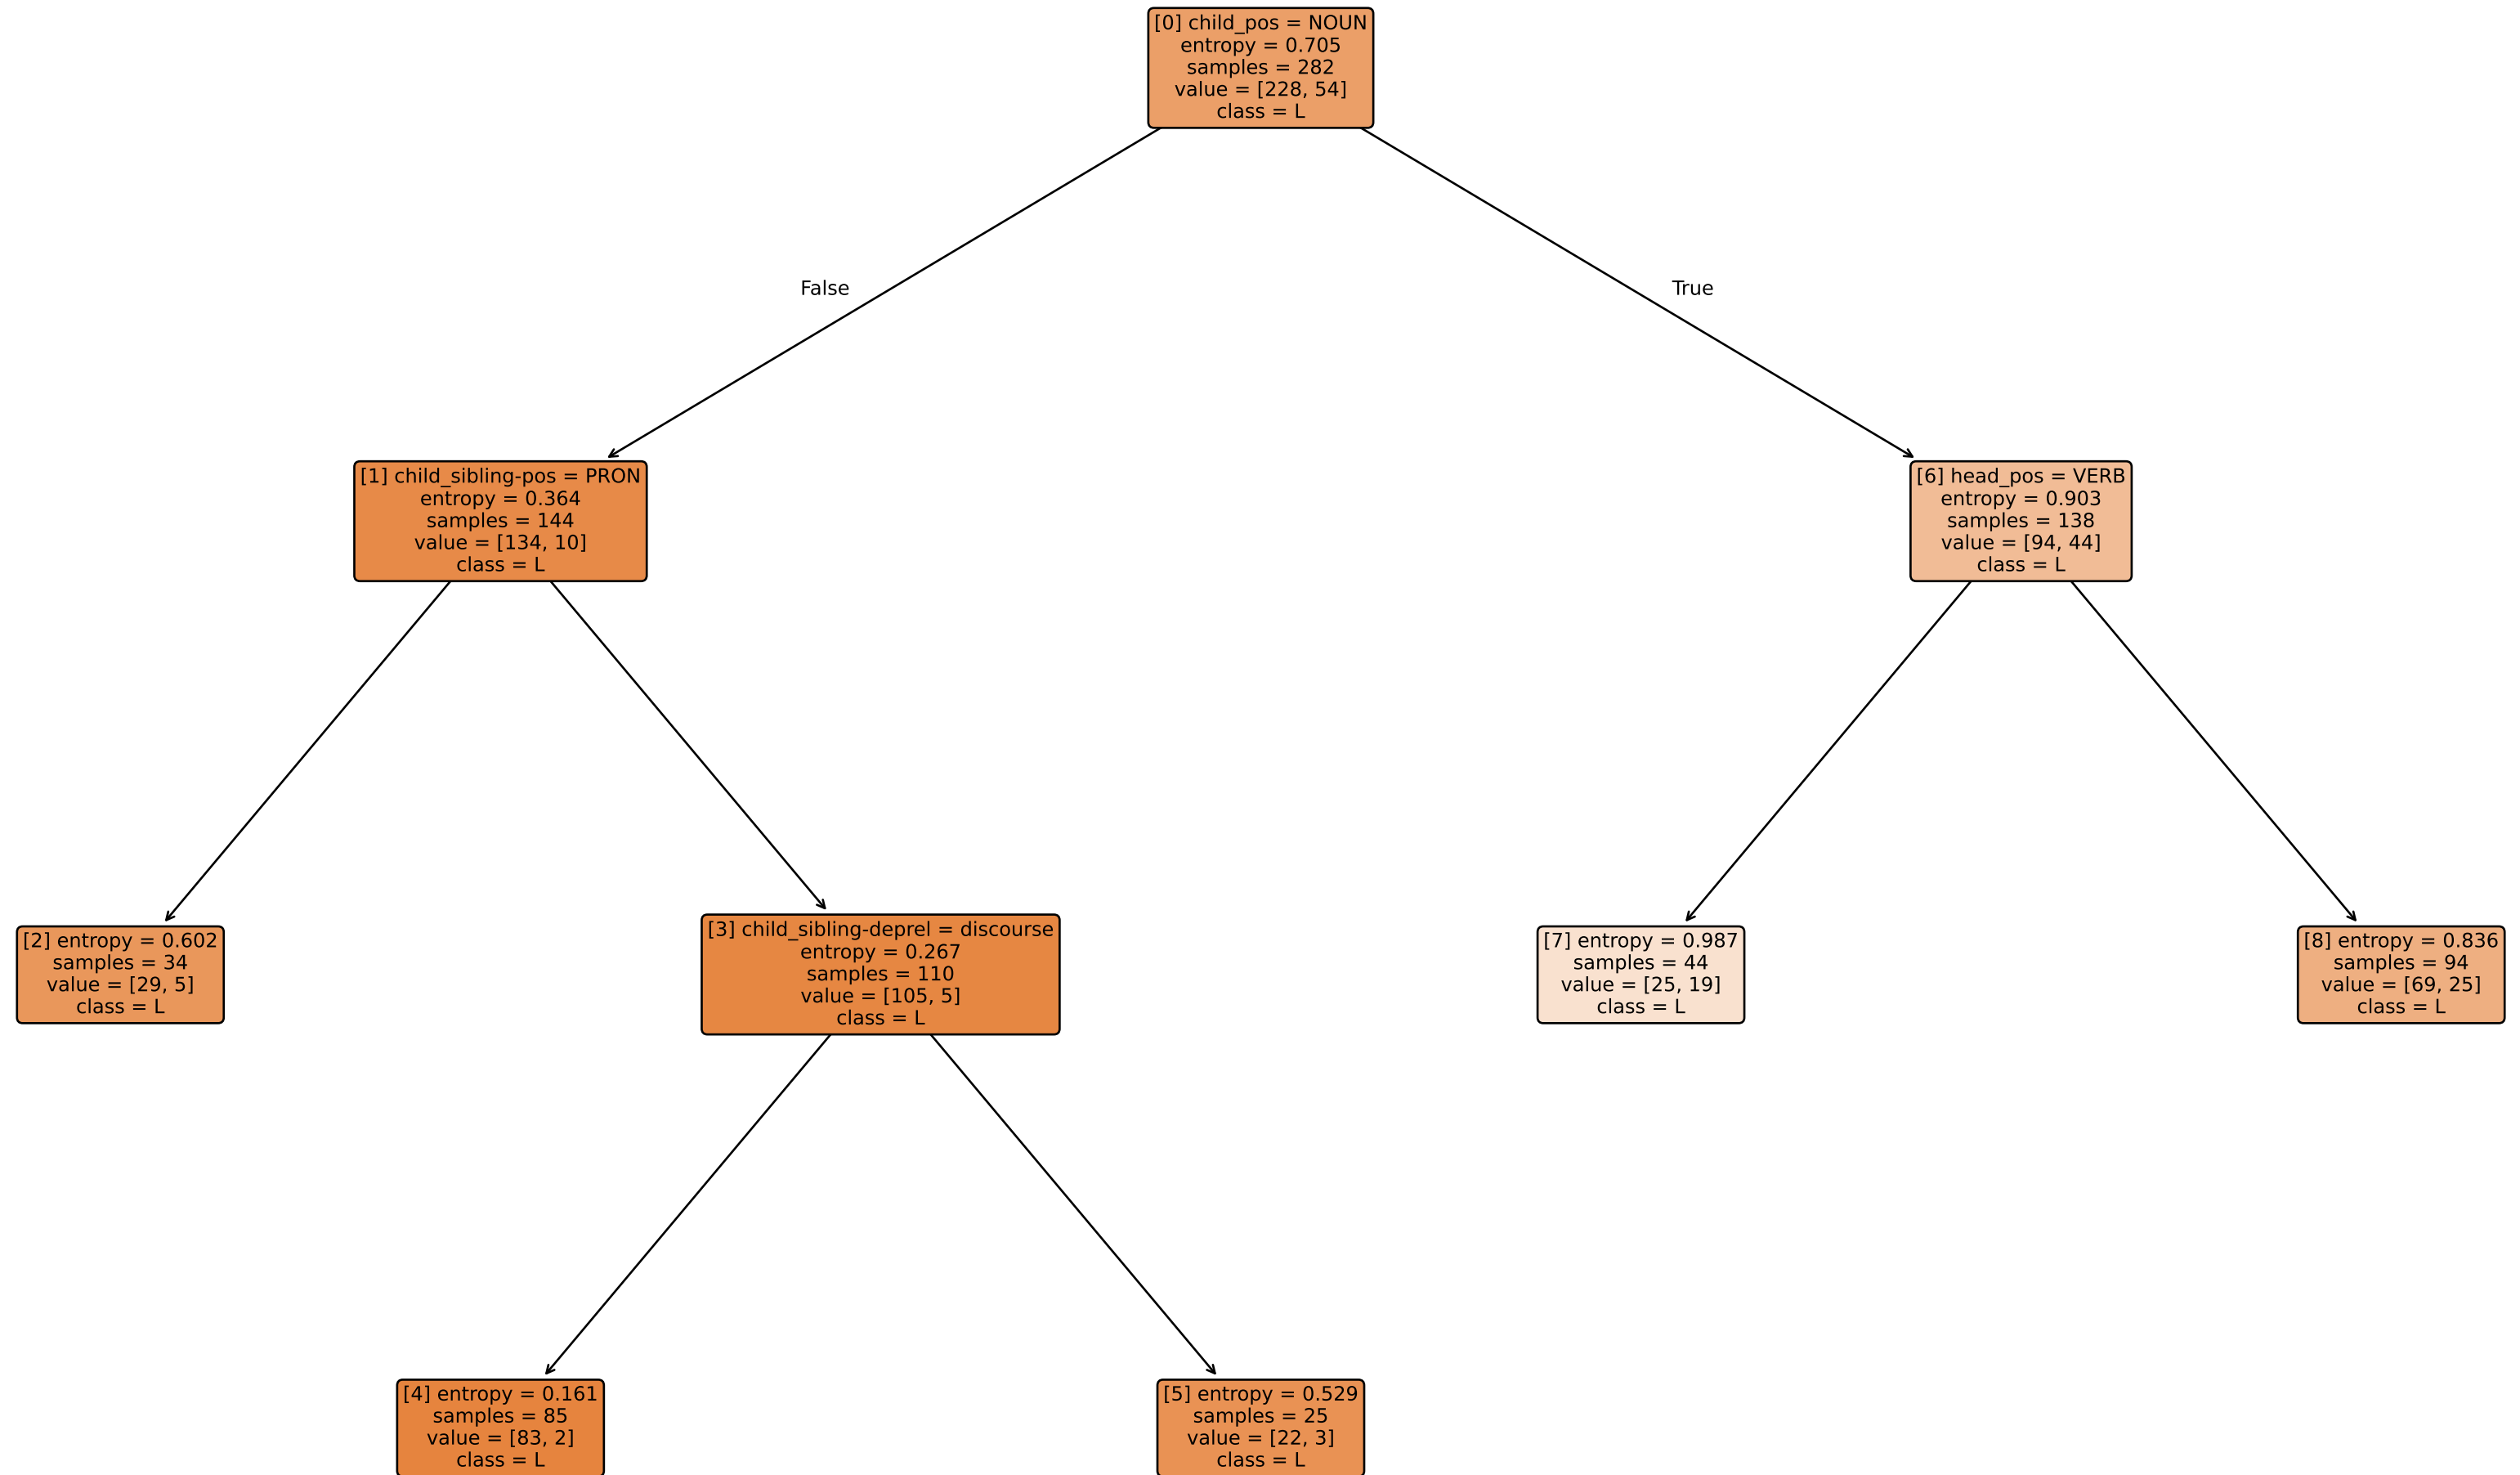 [0] child_pos = NOUN
entropy = 0.705
samples = 282
value = [228, 54]
class = L
False
True
[1] child_sibling-pos = PRON
entropy = 0.364
samples = 144
value = [134, 10]
class = L
[6] head_pos = VERB
entropy = 0.903
samples = 138
value = [94, 44]
class = L
[2] entropy = 0.602
samples = 34
value = [29, 5]
class = L
[3] child_sibling-deprel = discourse
entropy = 0.267
samples = 110
value = [105, 5]
class = L
[7] entropy = 0.987
samples = 44
value = [25, 19]
class = L
[8] entropy = 0.836
samples = 94
value = [69, 25]
class = L
[4] entropy = 0.161
samples = 85
value = [83, 2]
class = L
[5] entropy = 0.529
samples = 25
value = [22, 3]
class = L